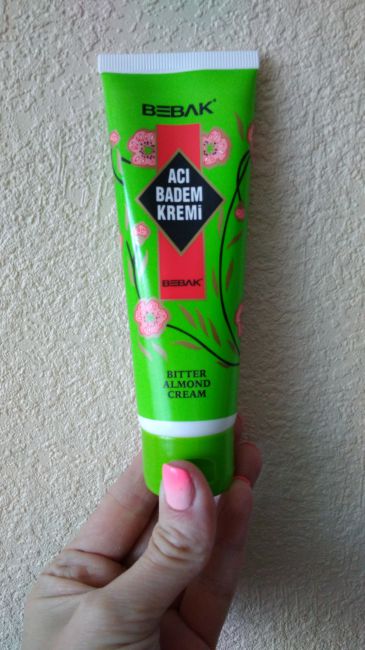 BEBAK®
ACI
BADEM
KREMİ
BEBAK®
BITTER
ALMOND
CREAM